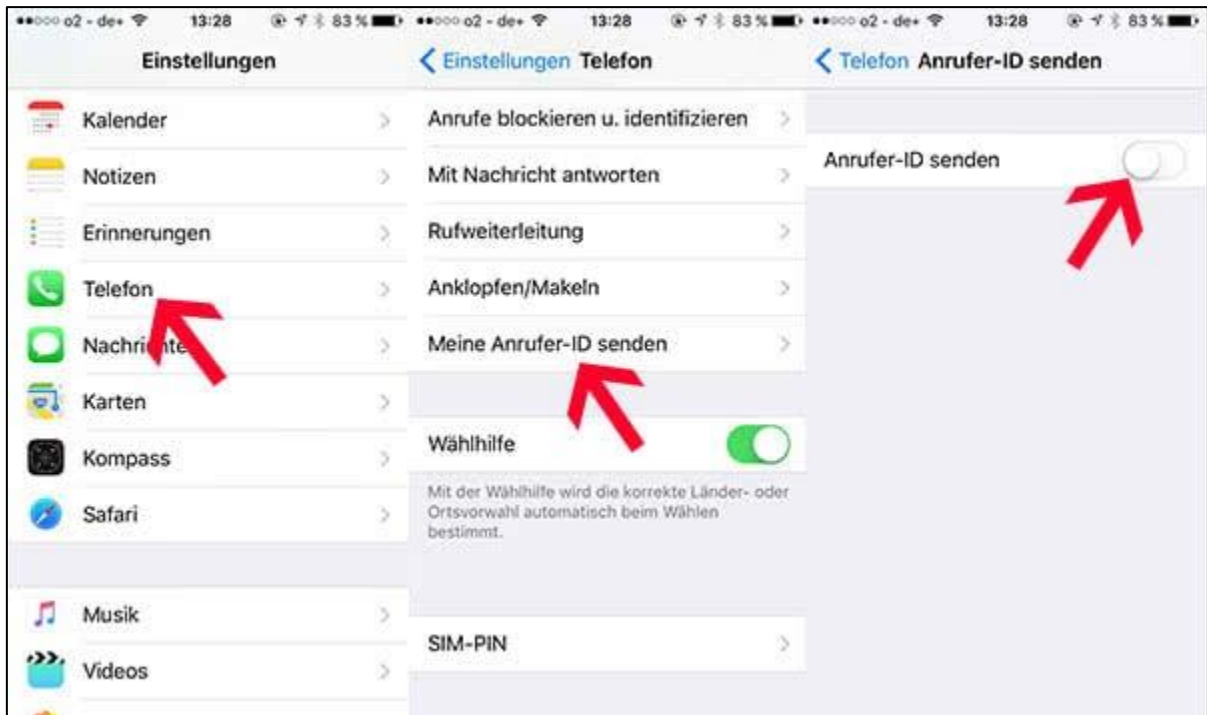 o2 - de+ 13:28 83 %
Einstellungen
Kalender
Notizen
Erinnerungen
Telefon
Nachrichte
Karten
Kompass
Safari
Musik
Videos
o2 - de+ 13:28 83 %
Einstellungen Telefon
Anrufe blockieren u. identifizieren
Mit Nachricht antworten
Rufweiterleitung
Anklopfen/Makeln
Meine Anrufer-ID senden
Wählhilfe
Mit der Wählhilfe wird die korrekte Länder- oder
Ortsvorwahl automatisch beim Wählen
bestimmt.
SIM-PIN
o2 - de+ 13:28 83 %
Telefon Anrufer-ID senden
Anrufer-ID senden